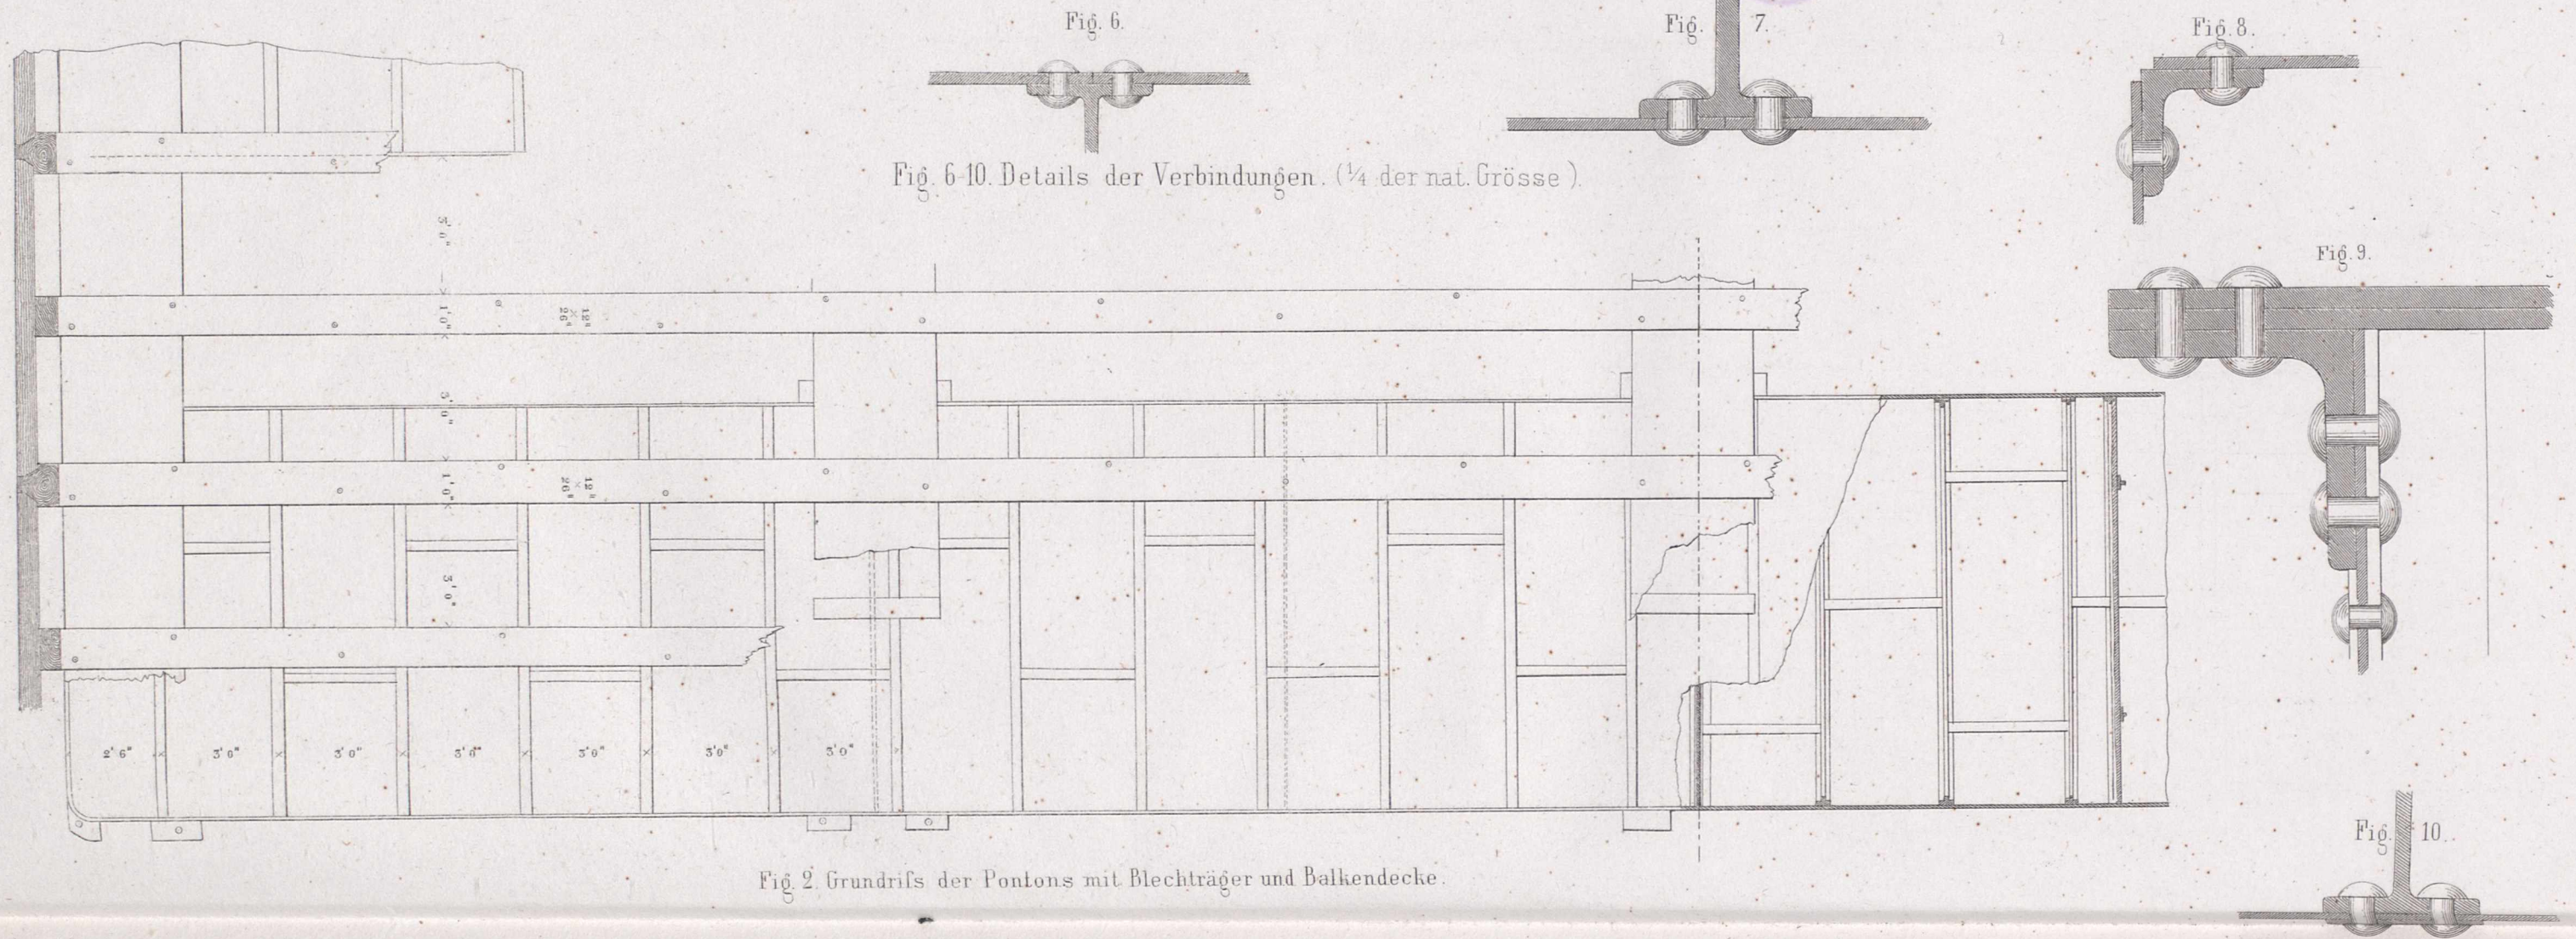 Fig. 6.
Fig. 7.
Fig. 8.
Fig. 6-10. Details der Verbindungen. (¼ der nat. Grösse).
Fig. 9.
3' 0"
1' 0"
12"
×
26"
3' 0"
1' 0"
12"
×
26"
3' 0"
2' 6" 3' 0" 3' 0" 3' 0" 3' 0" 3' 0" 3' 0"
Fig. 10.
Fig. 2. Grundriſs der Pontons mit Blechträger und Balkendecke.